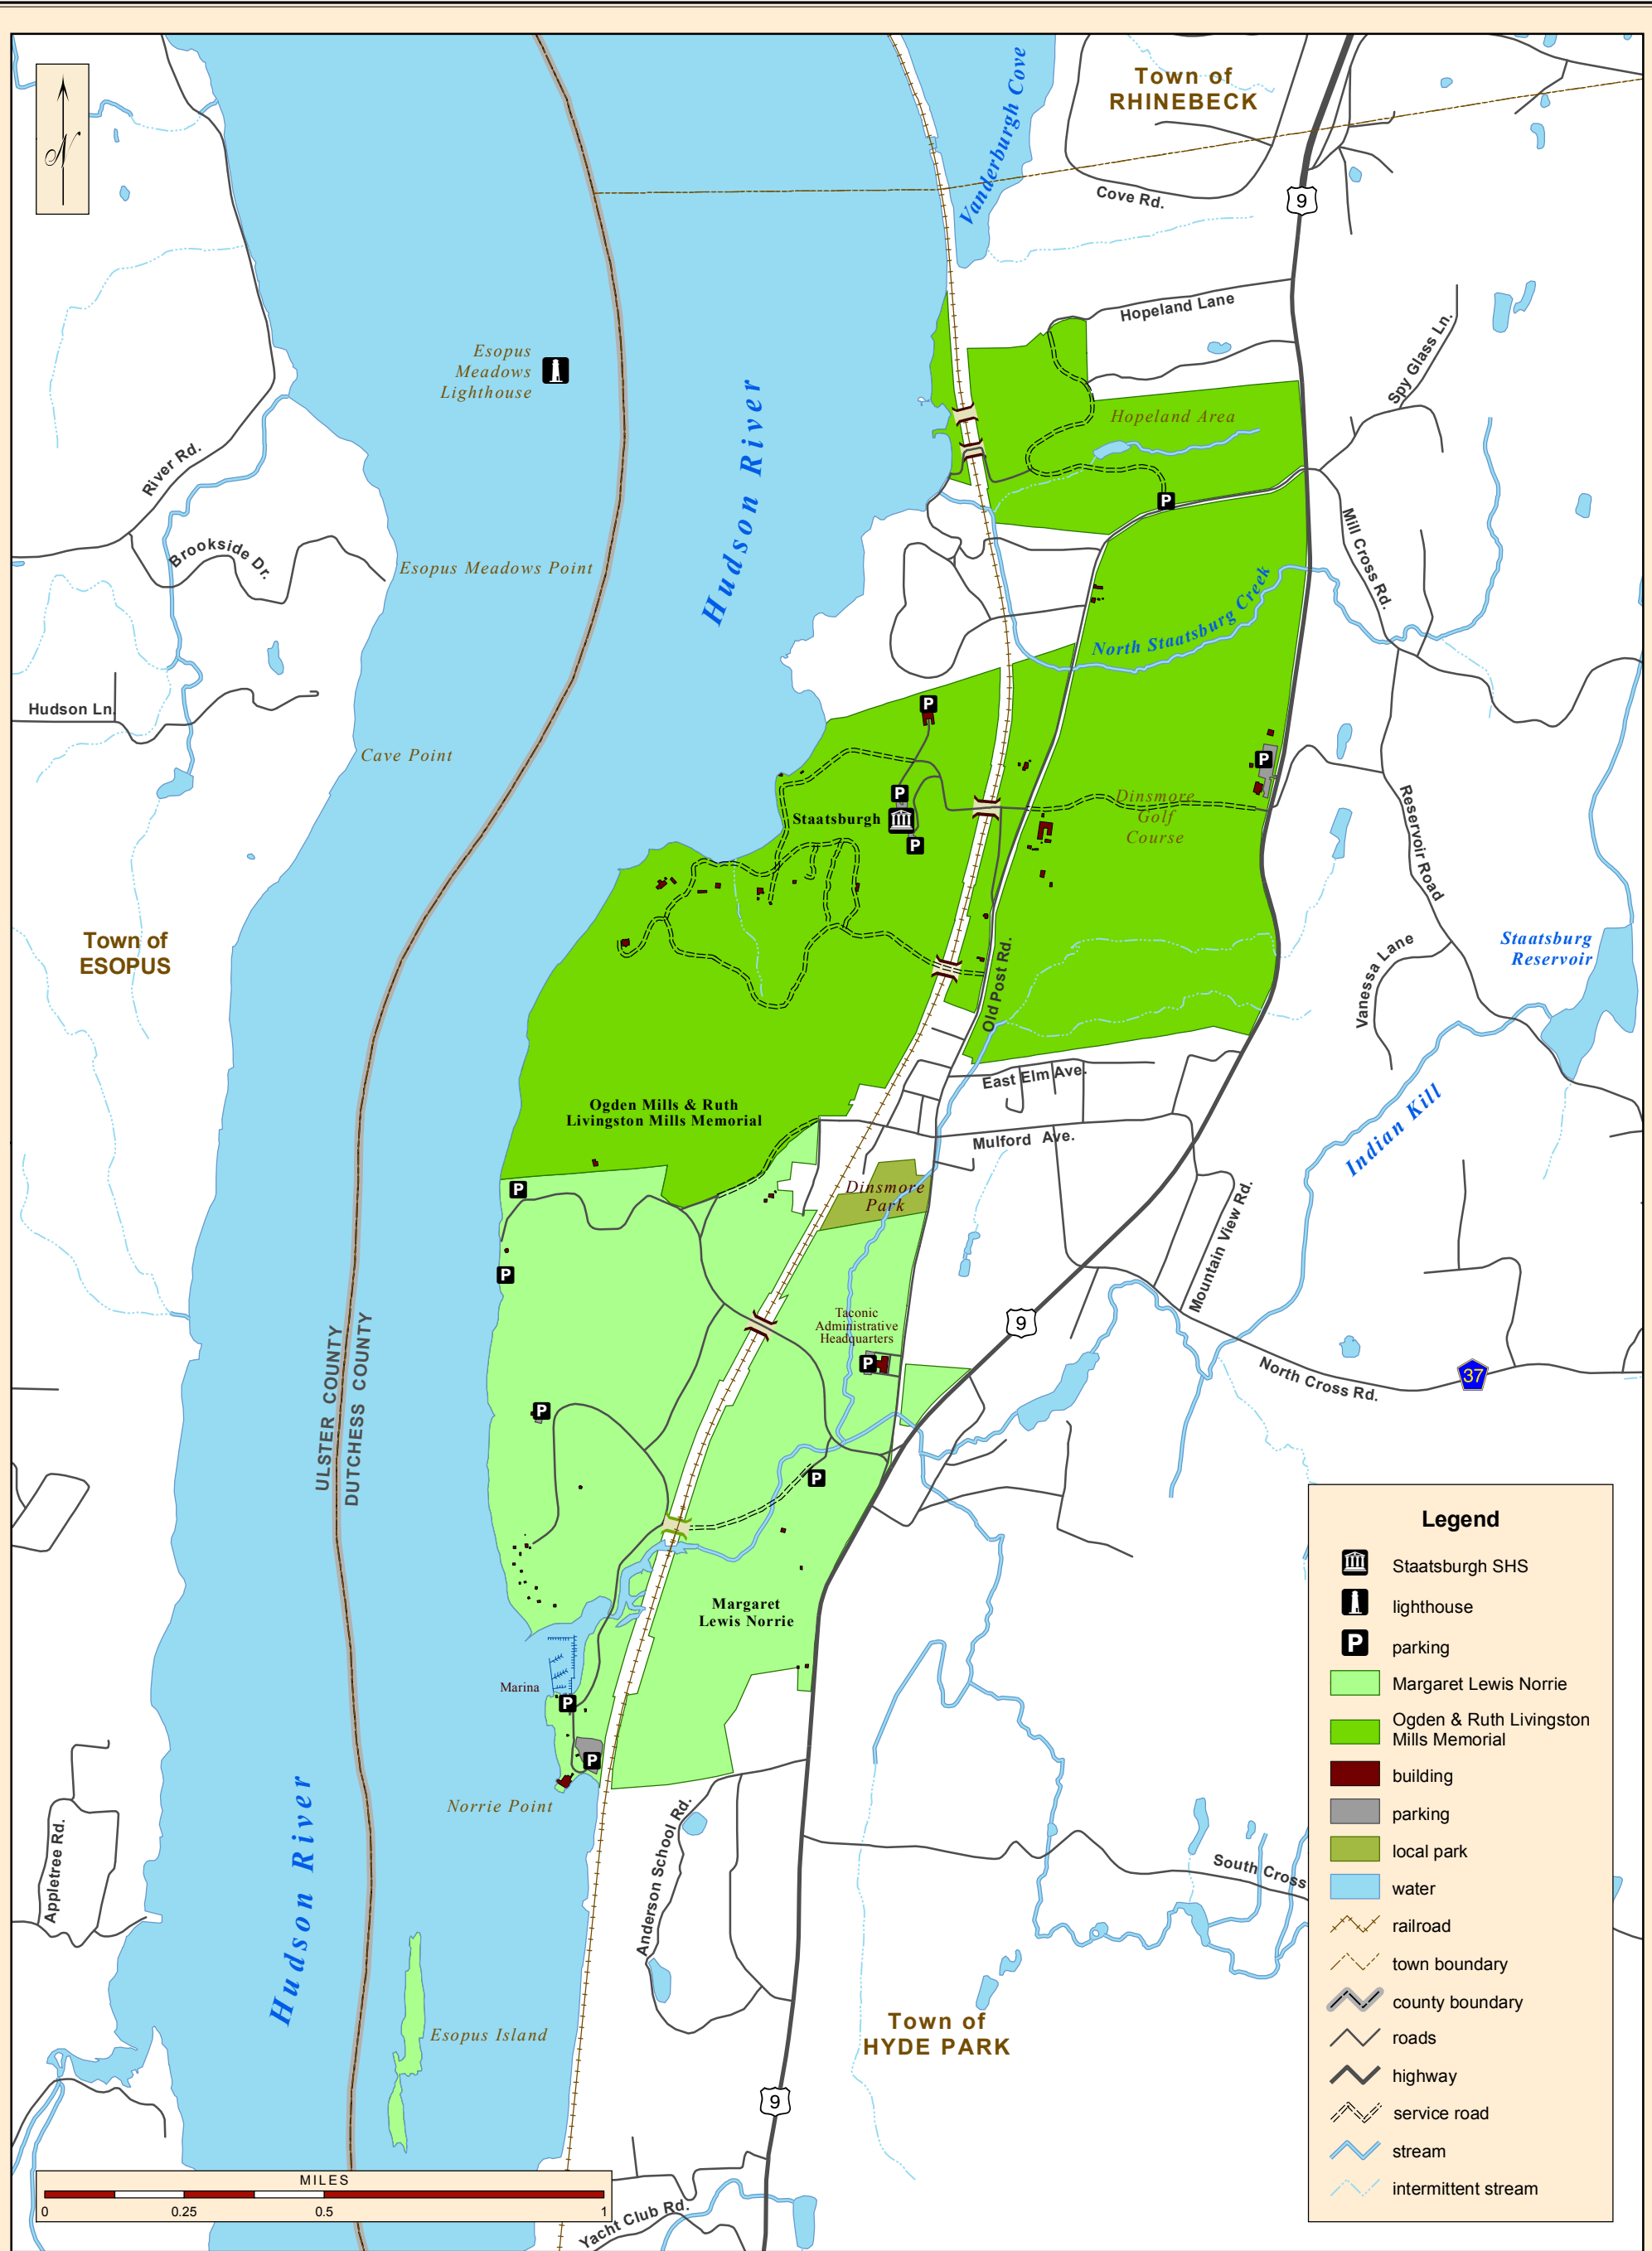 N
Town of
RHINEBECK
Vanderburgh Cove
Cove Rd.
9
Hopeland Lane
Spy Glass Ln.
Esopus
Meadows
Lighthouse
Hudson River
Hopeland Area
River Rd.
P
Brookside Dr.
Esopus Meadows Point
Mill Cross Rd.
North Staatsburg Creek
Hudson Ln.
P
Cave Point
P
P
Staatsburgh
P
Dinsmore
Golf
Course
Reservoir Road
Town of
ESOPUS
Old Post Rd.
Vanessa Lane
Staatsburg
Reservoir
East Elm Ave.
Ogden Mills & Ruth
Livingston Mills Memorial
Mulford Ave.
Indian Kill
P
Dinsmore
Park
Mountain View Rd.
P
Taconic
Administrative
Headquarters
P
9
North Cross Rd.
37
ULSTER COUNTY
DUTCHESS COUNTY
P
P
Margaret
Lewis Norrie
Marina
P
P
Norrie Point
Hudson River
Appletree Rd.
Anderson School Rd.
South Cross
Esopus Island
Town of
HYDE PARK
9
Yacht Club Rd.
MILES
0 0.25 0.5 1
Legend
Staatsburgh SHS
lighthouse
P parking
Margaret Lewis Norrie
Ogden & Ruth Livingston
Mills Memorial
building
parking
local park
water
railroad
town boundary
county boundary
roads
highway
service road
stream
intermittent stream